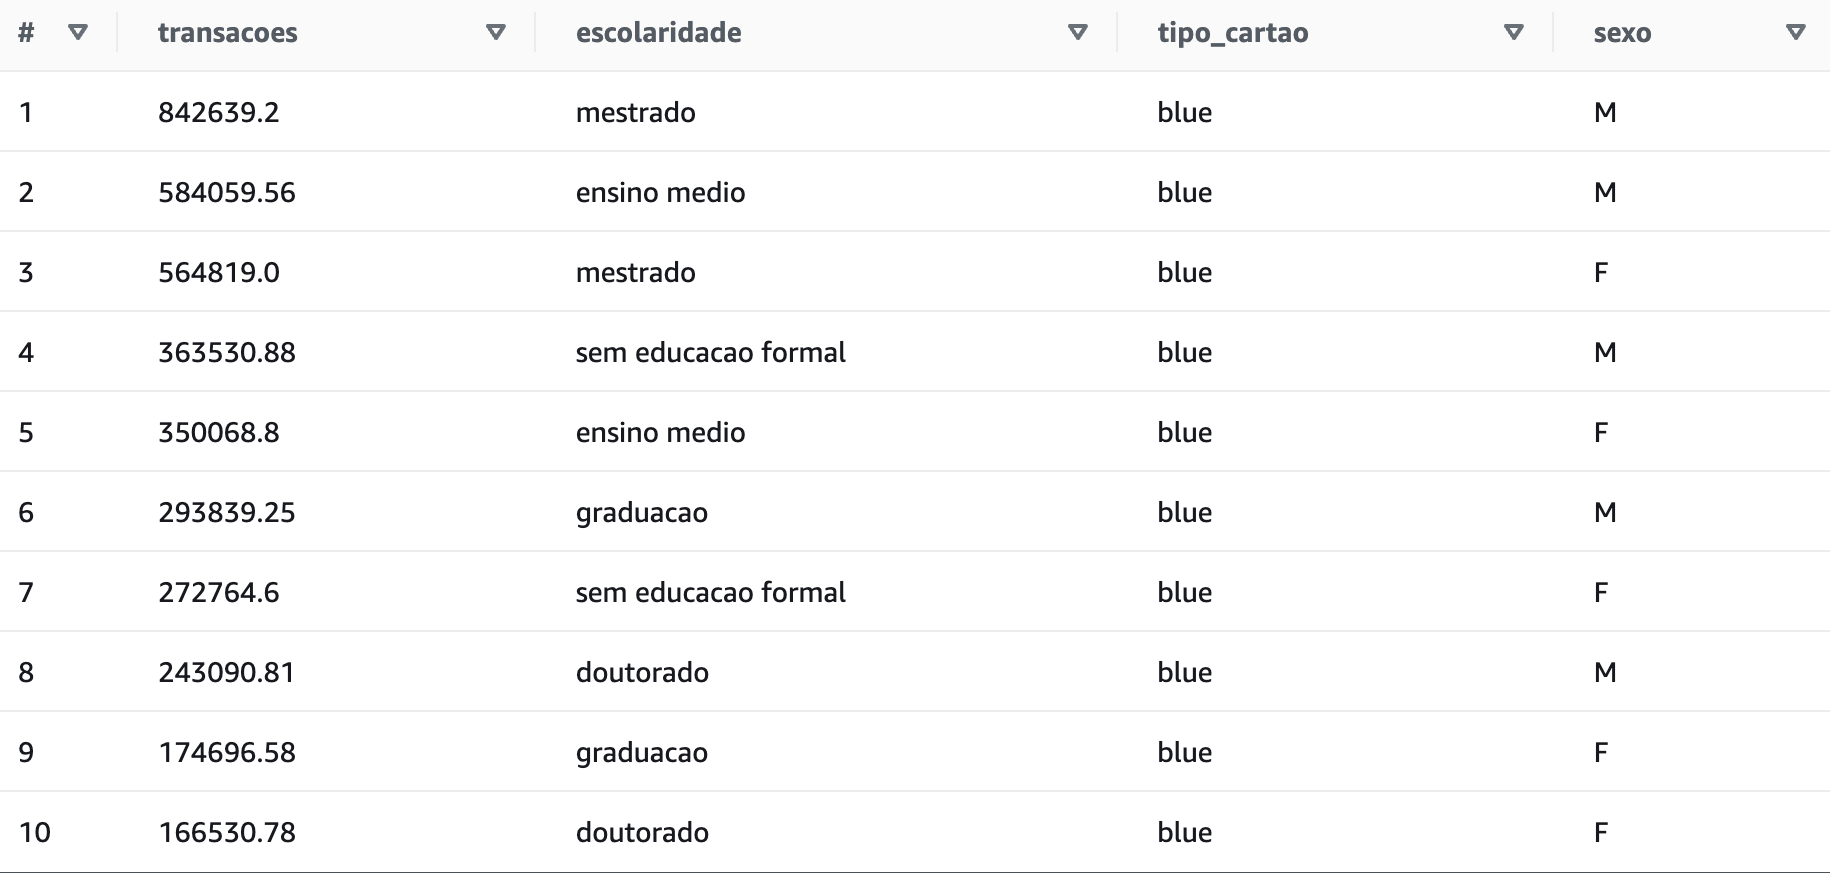 # transacoes escolaridade tipo_cartao sexo
1 842639.2 mestrado blue M
2 584059.56 ensino medio blue M
3 564819.0 mestrado blue F
4 363530.88 sem educacao formal blue M
5 350068.8 ensino medio blue F
6 293839.25 graduacao blue M
7 272764.6 sem educacao formal blue F
8 243090.81 doutorado blue M
9 174696.58 graduacao blue F
10 166530.78 doutorado blue F